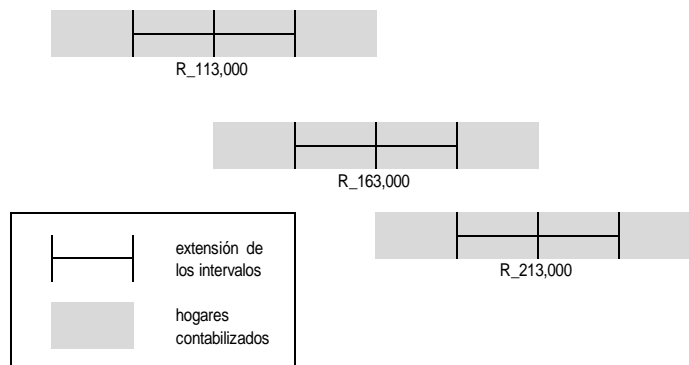 R_113,000
R_163,000
R_213,000
extensión de
los intervalos
hogares
contabilizados